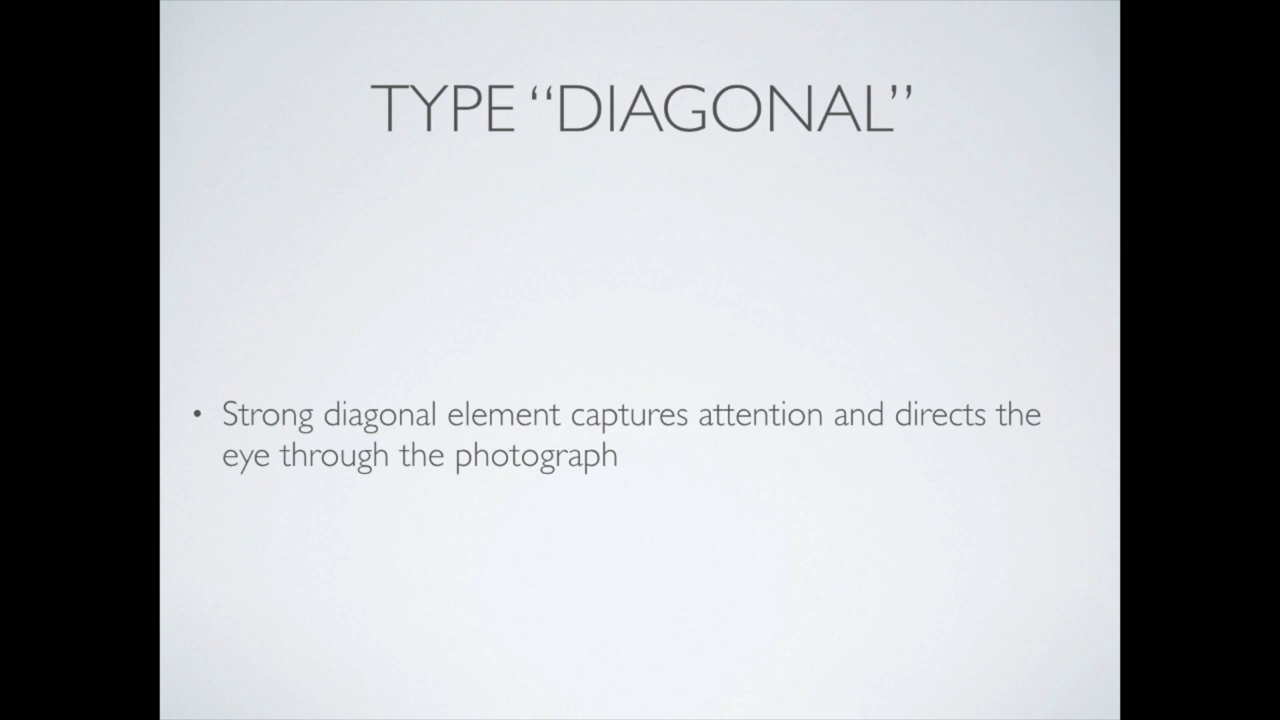 TYPE “DIAGONAL”
• Strong diagonal element captures attention and directs the
eye through the photograph